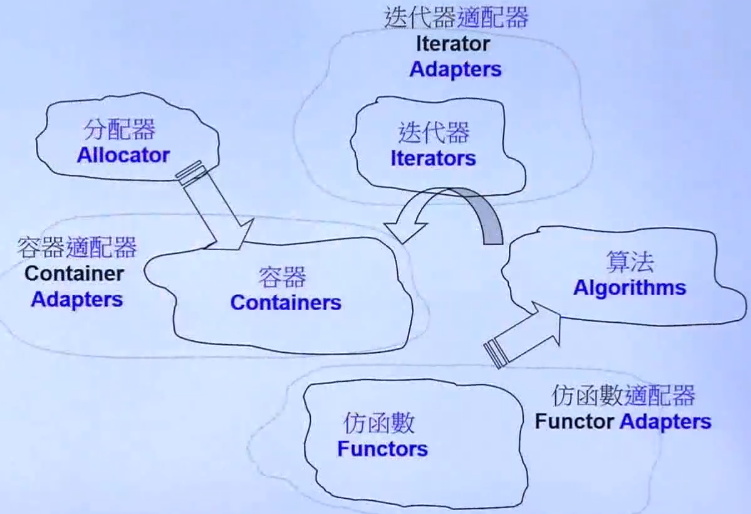 迭代器適配器
Iterator
Adapters
分配器
Allocator
迭代器
Iterators
容器適配器
Container
Adapters
容器
Containers
算法
Algorithms
仿函數
Functors
仿函數適配器
Functor Adapters